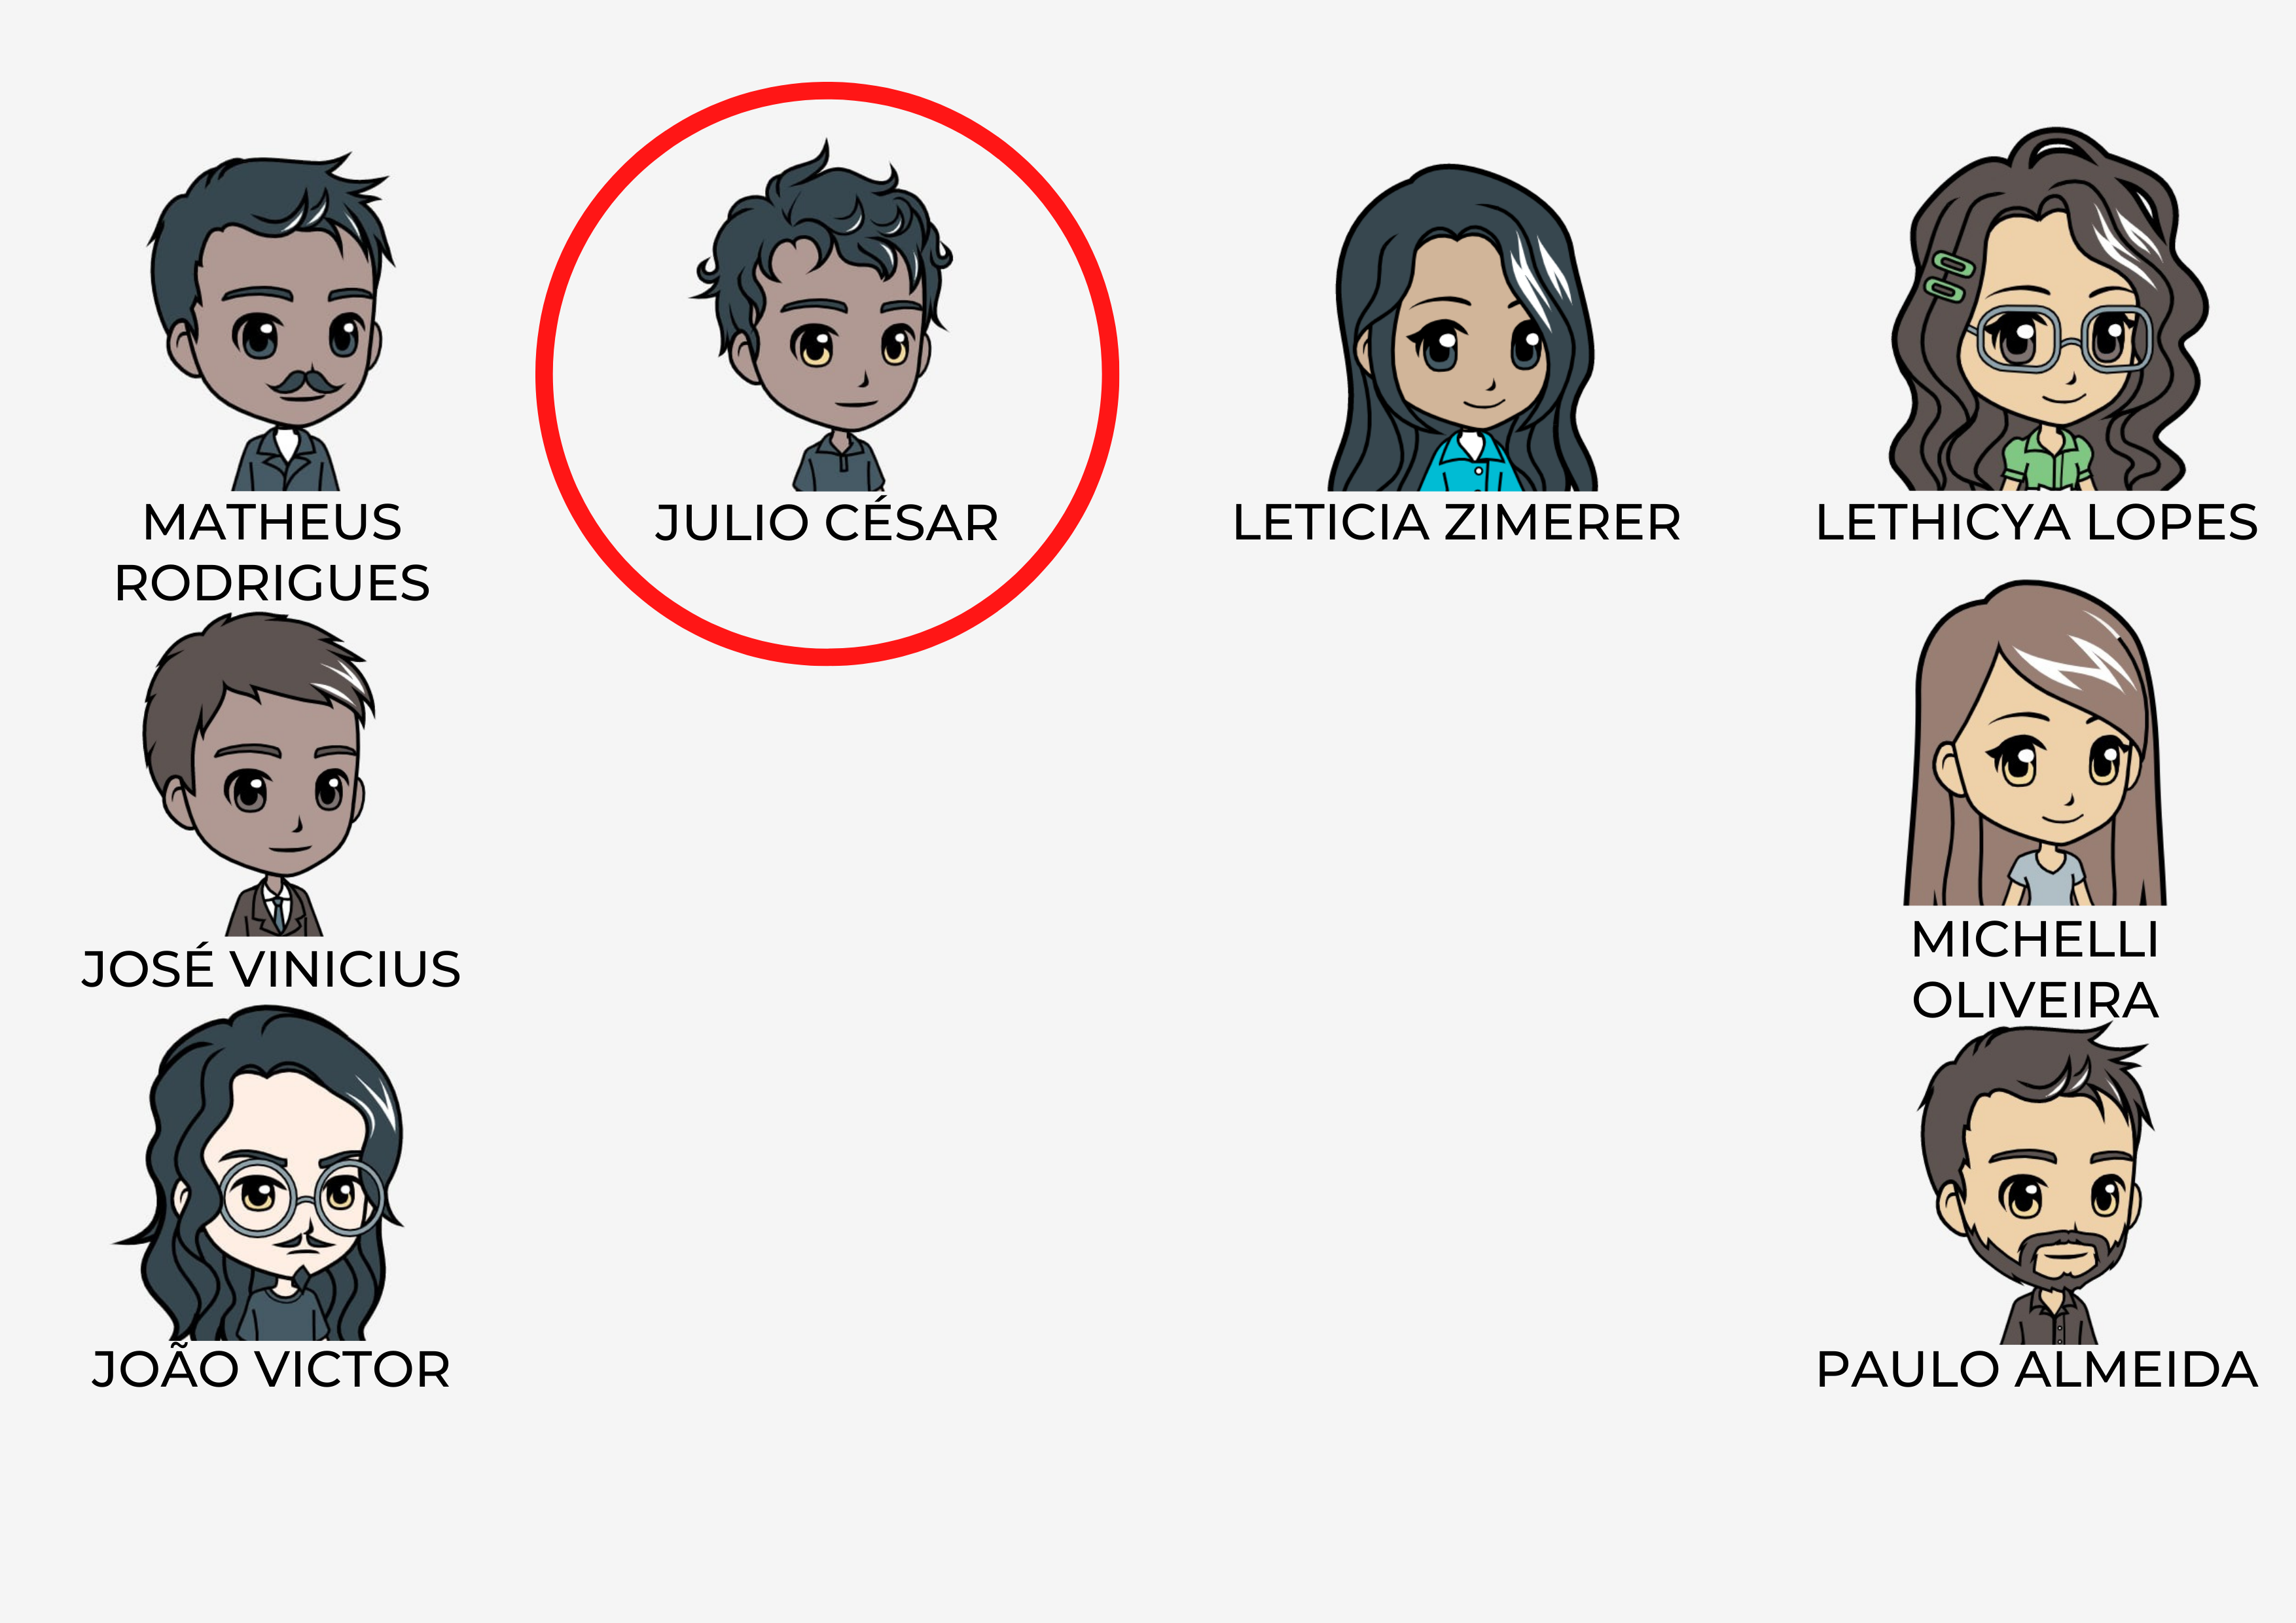 MATHEUS
RODRIGUES
JULIO CÉSAR
LETICIA ZIMERER
LETHICYA LOPES
JOSÉ VINICIUS
MICHELLI
OLIVEIRA
JOÃO VICTOR
PAULO ALMEIDA